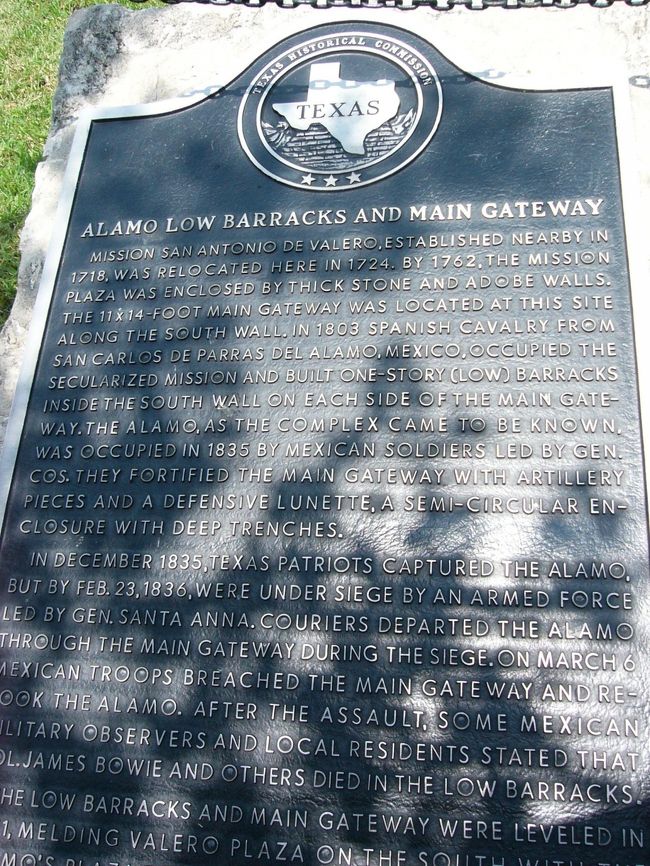 TEXAS HISTORICAL COMMISSION
TEXAS
ALAMO LOW BARRACKS AND MAIN GATEWAY
MISSION SAN ANTONIO DE VALERO, ESTABLISHED NEARBY IN
1718, WAS RELOCATED HERE IN 1724. BY 1762, THE MISSION
PLAZA WAS ENCLOSED BY THICK STONE AND ADOBE WALLS.
THE 11X14-FOOT MAIN GATEWAY WAS LOCATED AT THIS SITE
ALONG THE SOUTH WALL. IN 1803 SPANISH CAVALRY FROM
SAN CARLOS DE PARRAS DEL ALAMO, MEXICO, OCCUPIED THE
SECULARIZED MISSION AND BUILT ONE-STORY (LOW) BARRACKS
INSIDE THE SOUTH WALL ON EACH SIDE OF THE MAIN GATE-
WAY. THE ALAMO, AS THE COMPLEX CAME TO BE KNOWN,
WAS OCCUPIED IN 1835 BY MEXICAN SOLDIERS LED BY GEN.
COS. THEY FORTIFIED THE MAIN GATEWAY WITH ARTILLERY
PIECES AND A DEFENSIVE LUNETTE, A SEMI-CIRCULAR EN-
CLOSURE WITH DEEP TRENCHES.
IN DECEMBER 1835, TEXAS PATRIOTS CAPTURED THE ALAMO,
BUT BY FEB. 23, 1836, WERE UNDER SIEGE BY AN ARMED FORCE
LED BY GEN. SANTA ANNA. COURIERS DEPARTED THE ALAMO
THROUGH THE MAIN GATEWAY DURING THE SIEGE. ON MARCH 6
MEXICAN TROOPS BREACHED THE MAIN GATEWAY AND RE-
OOK THE ALAMO. AFTER THE ASSAULT, SOME MEXICAN
ILITARY OBSERVERS AND LOCAL RESIDENTS STATED THAT
OL. JAMES BOWIE AND OTHERS DIED IN THE LOW BARRACKS.
HE LOW BARRACKS AND MAIN GATEWAY WERE LEVELED IN
1, MELDING VALERO PLAZA ON THE SOUTH WITH
MO'S